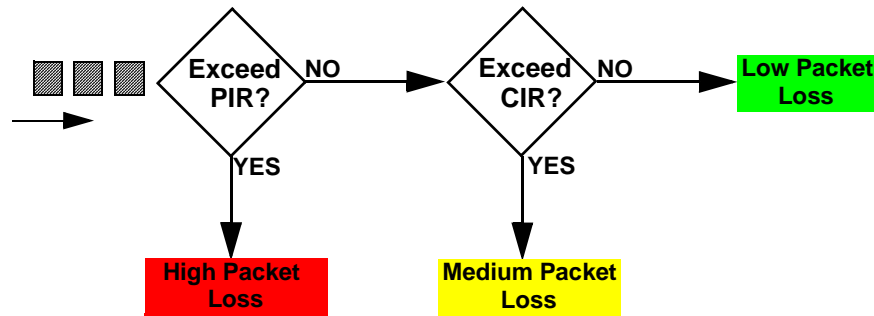 Exceed
PIR?
NO
Exceed
CIR?
NO
Low Packet
Loss
YES
YES
High Packet
Loss
Medium Packet
Loss